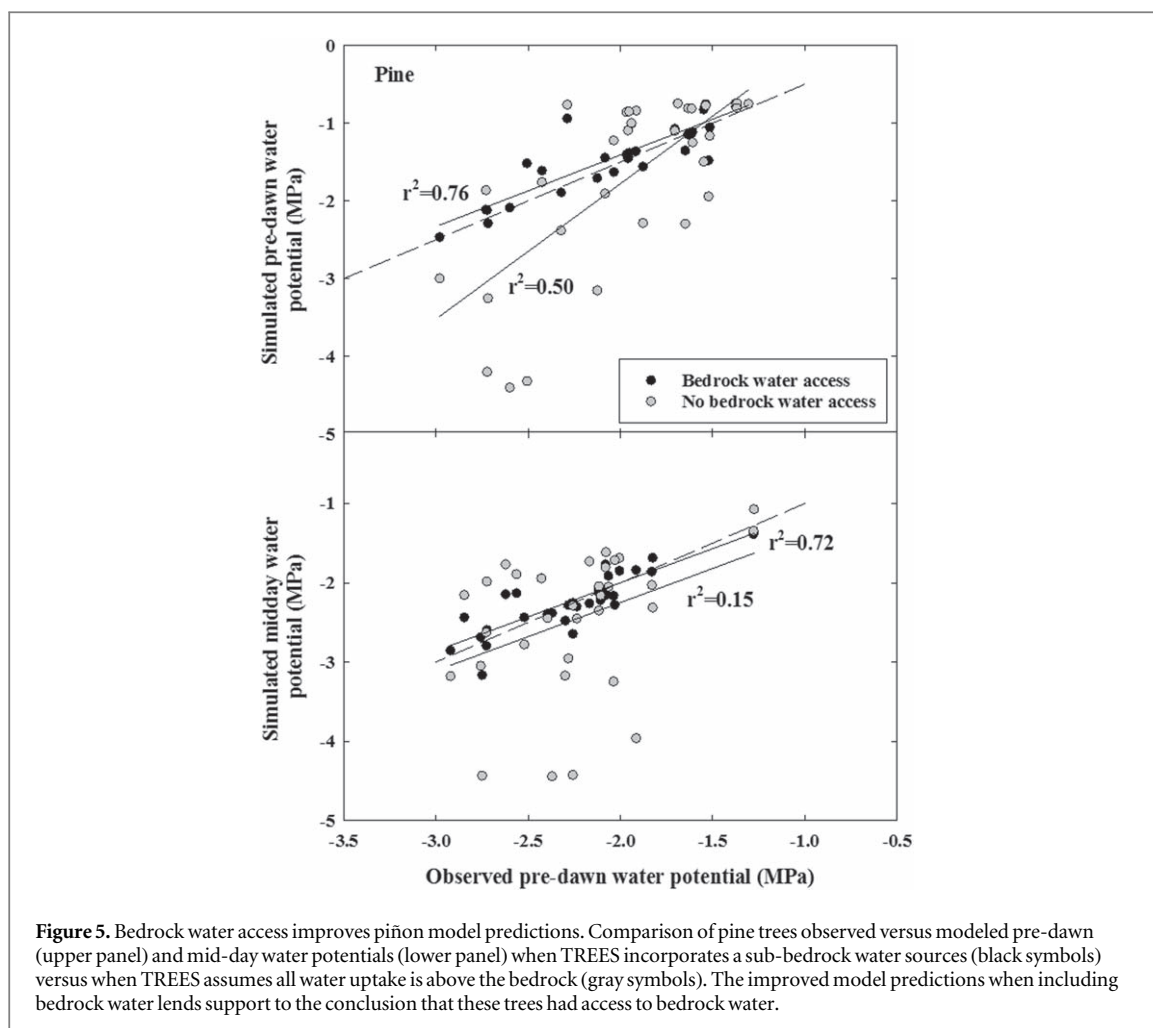 0
Pine
-1
r²=0.76
-2
-3
r²=0.50
-4
-5
Simulated pre-dawn water
potential (MPa)
Bedrock water access
No bedrock water access
-1
r²=0.72
-2
r²=0.15
-3
-4
-5
Simulated midday water
potential (MPa)
-3.5 -3.0 -2.5 -2.0 -1.5 -1.0 -0.5
Observed pre-dawn water potential (MPa)
Figure 5. Bedrock water access improves piñon model predictions. Comparison of pine trees observed versus modeled pre-dawn
(upper panel) and mid-day water potentials (lower panel) when TREES incorporates a sub-bedrock water sources (black symbols)
versus when TREES assumes all water uptake is above the bedrock (gray symbols). The improved model predictions when including
bedrock water lends support to the conclusion that these trees had access to bedrock water.